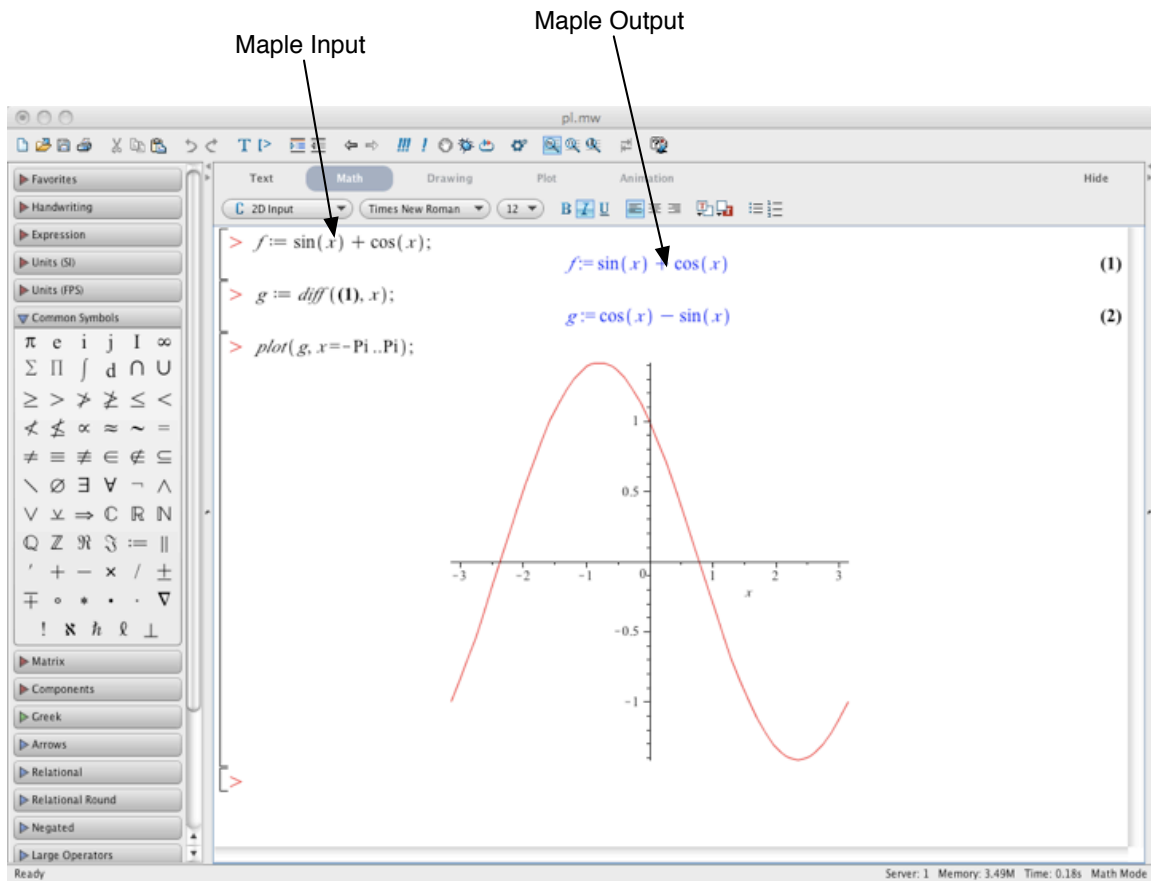 Maple Output
Maple Input
pl.mw
Text Math Drawing Plot Animation Hide
C 2D Input Times New Roman 12 B I U
Favorites
Handwriting
Expression
Units (SI)
Units (FPS)
Common Symbols
π e i j I ∞
Σ Π ∫ d ∩ ∪
≥ > ≯ ≱ ≤ <
≮ ≰ ∝ ≈ ~ =
≠ ≡ ≢ ∈ ∉ ⊆
\ ∅ ∃ ∀ ¬ ∧
∨ ⊻ ⇒ ℂ ℝ ℕ
ℚ ℤ ℜ ℑ := ∥
′ + − × / ±
∓ ∘ * • · ∇
! ℵ ℏ ℓ ⊥
Matrix
Components
Greek
Arrows
Relational
Relational Round
Negated
Large Operators
> f := sin(x) + cos(x);
f := sin(x) + cos(x) (1)
> g := diff((1), x);
g := cos(x) − sin(x) (2)
> plot(g, x=−Pi ..Pi);
1
0.5
−3 −2 −1 0 1 2 3
x
−0.5
−1
>
Ready Server: 1 Memory: 3.49M Time: 0.18s Math Mode